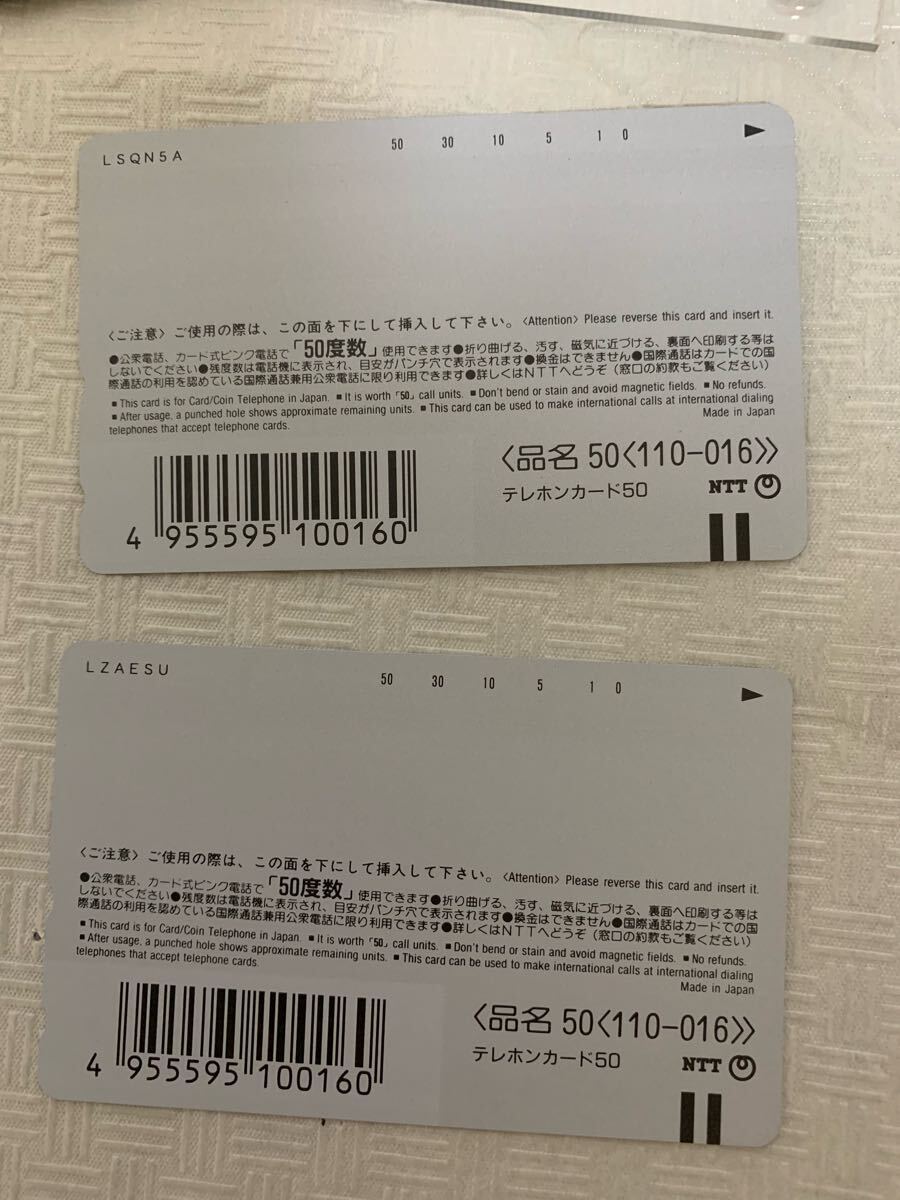 LSQN5A
50 30 10 5 1 0
〈ご注意〉ご使用の際は、この面を下にして挿入して下さい。〈Attention〉Please reverse this card and insert it.
●公衆電話、カード式ピンク電話で「50度数」使用できます●折り曲げる、汚す、磁気に近づける、裏面へ印刷する等は
しないでください●残度数は電話機に表示され、目安がパンチ穴で表示されます●換金はできません●国際通話はカードでの国
際通話の利用を認めている国際通話兼用公衆電話に限り利用できます●詳しくはNTTへどうぞ(窓口の約款もご覧ください)
■This card is for Card/Coin Telephone in Japan. ■It is worth「50」call units. ■Don't bend or stain and avoid magnetic fields. ■No refunds.
■After usage, a punched hole shows approximate remaining units. ■This card can be used to make international calls at international dialing
telephones that accept telephone cards.
Made in Japan
〈品名 50〈110-016》
テレホンカード50
NTT
4 955595 100160
LZAESU
50 30 10 5 1 0
〈ご注意〉ご使用の際は、この面を下にして挿入して下さい。〈Attention〉Please reverse this card and insert it.
●公衆電話、カード式ピンク電話で「50度数」使用できます●折り曲げる、汚す、磁気に近づける、裏面へ印刷する等は
しないでください●残度数は電話機に表示され、目安がパンチ穴で表示されます●換金はできません●国際通話はカードでの国
際通話の利用を認めている国際通話兼用公衆電話に限り利用できます●詳しくはNTTへどうぞ(窓口の約款もご覧ください)
■This card is for Card/Coin Telephone in Japan. ■It is worth「50」call units. ■Don't bend or stain and avoid magnetic fields. ■No refunds.
■After usage, a punched hole shows approximate remaining units. ■This card can be used to make international calls at international dialing
telephones that accept telephone cards.
Made in Japan
〈品名 50〈110-016》
テレホンカード50
NTT
4 955595 100160